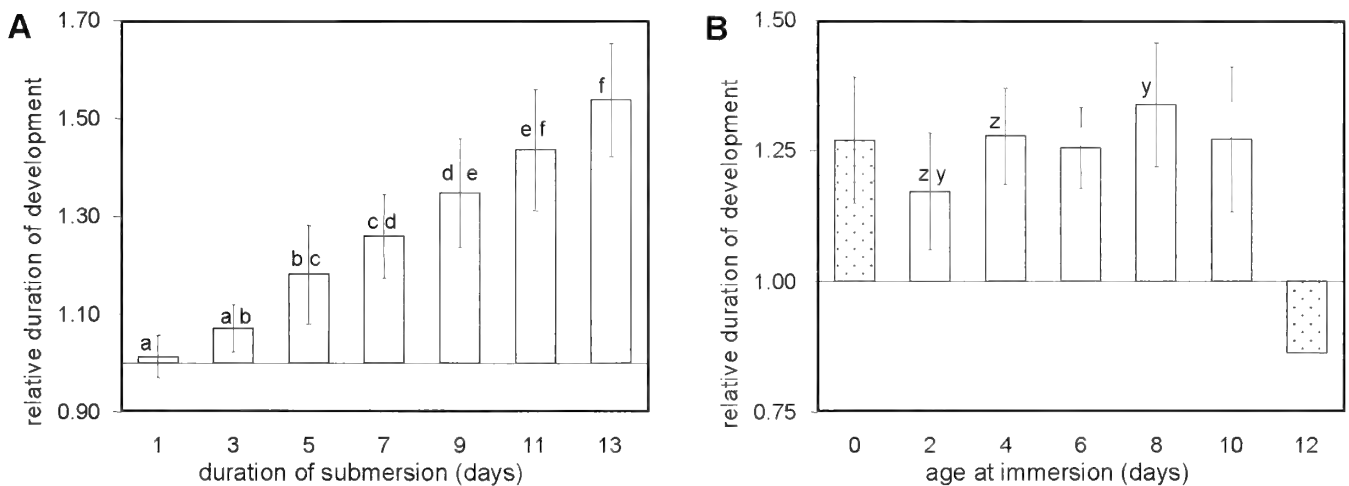 A
relative duration of development
1.70
1.50
1.30
1.10
0.90
a
a b
b c
c d
d e
e f
f
1 3 5 7 9 11 13
duration of submersion (days)
B
relative duration of development
1.50
1.25
1.00
0.75
z y
z
y
0 2 4 6 8 10 12
age at immersion (days)